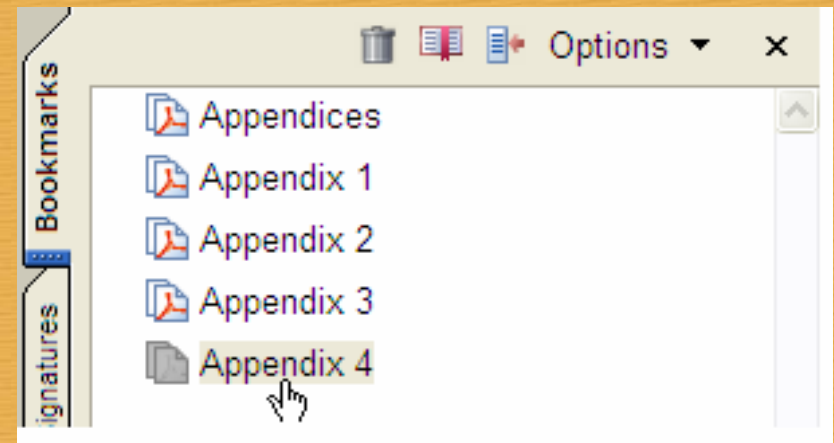 Options
Bookmarks
Appendices
Appendix 1
Appendix 2
Appendix 3
Appendix 4
ignatures